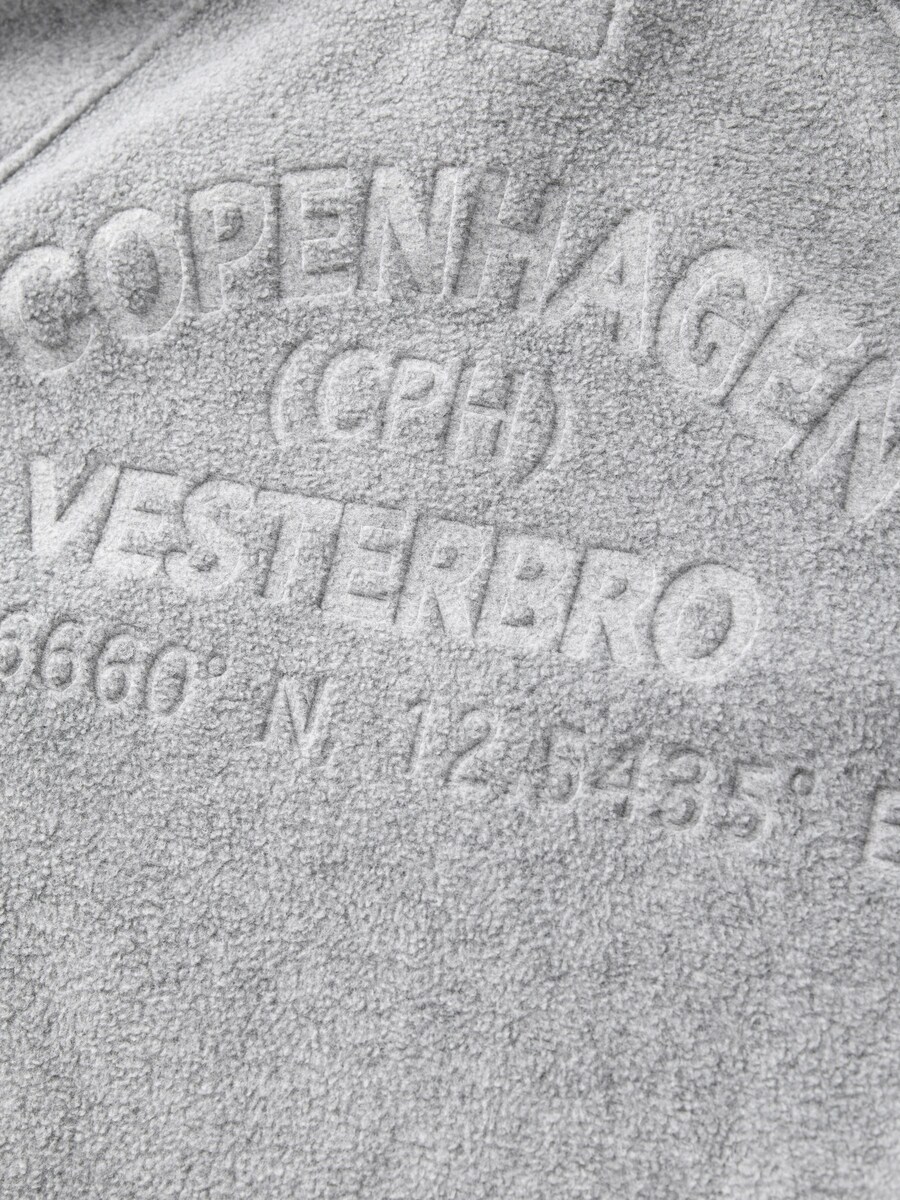 COPENHAGEN
(CPH)
VESTERBRO
6660° N, 12.5435° E